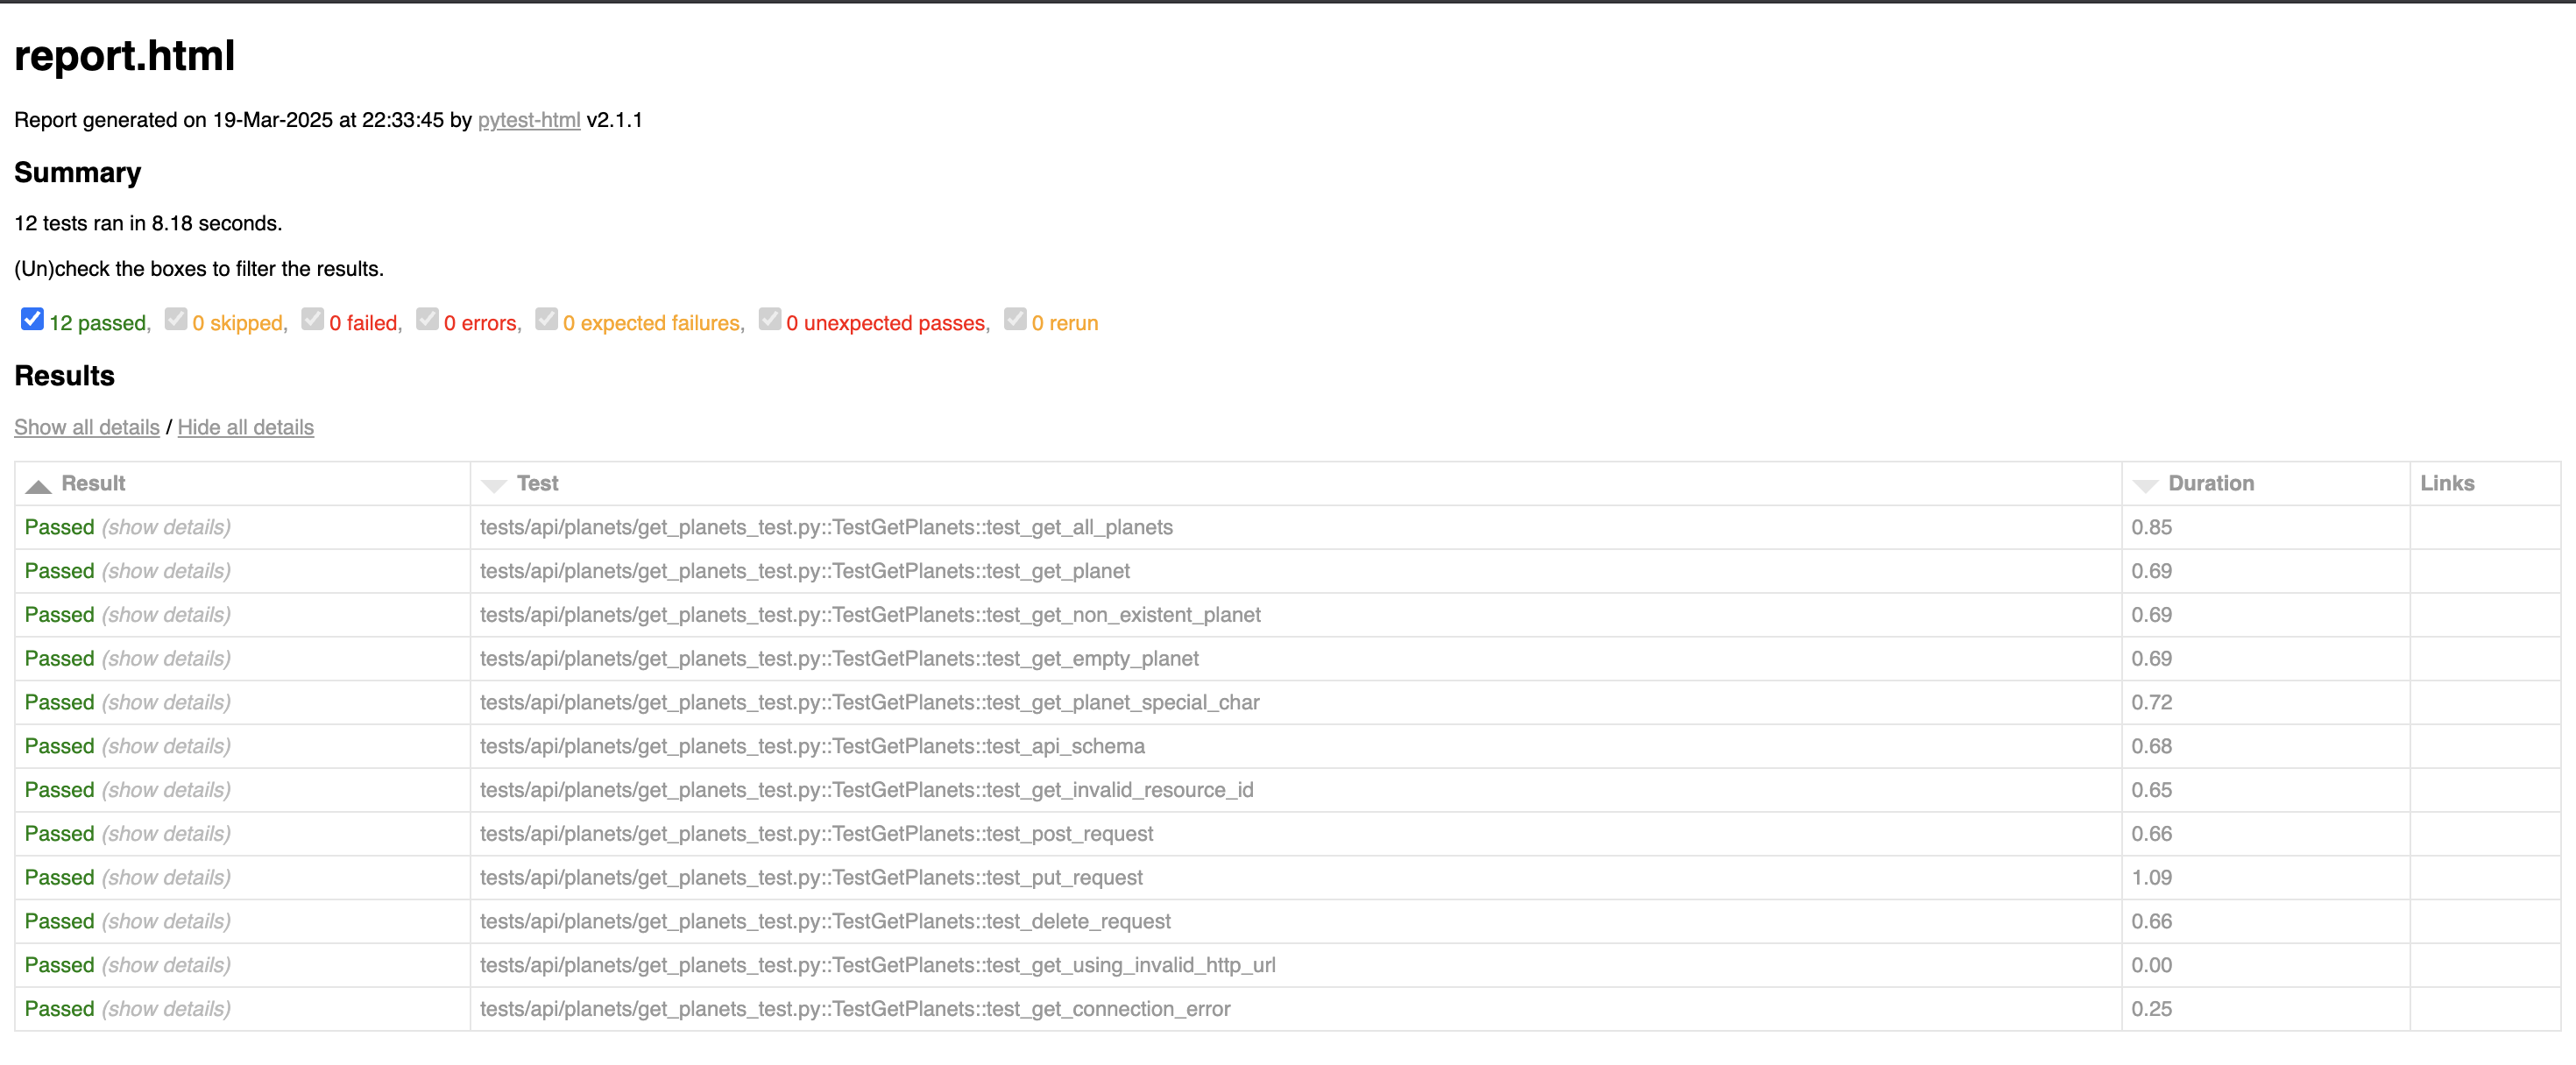 report.html
Report generated on 19-Mar-2025 at 22:33:45 by pytest-html v2.1.1
Summary
12 tests ran in 8.18 seconds.
(Un)check the boxes to filter the results.
12 passed, 0 skipped, 0 failed, 0 errors, 0 expected failures, 0 unexpected passes, 0 rerun
Results
Show all details / Hide all details
Result Test Duration Links
Passed (show details) tests/api/planets/get_planets_test.py::TestGetPlanets::test_get_all_planets 0.85
Passed (show details) tests/api/planets/get_planets_test.py::TestGetPlanets::test_get_planet 0.69
Passed (show details) tests/api/planets/get_planets_test.py::TestGetPlanets::test_get_non_existent_planet 0.69
Passed (show details) tests/api/planets/get_planets_test.py::TestGetPlanets::test_get_empty_planet 0.69
Passed (show details) tests/api/planets/get_planets_test.py::TestGetPlanets::test_get_planet_special_char 0.72
Passed (show details) tests/api/planets/get_planets_test.py::TestGetPlanets::test_api_schema 0.68
Passed (show details) tests/api/planets/get_planets_test.py::TestGetPlanets::test_get_invalid_resource_id 0.65
Passed (show details) tests/api/planets/get_planets_test.py::TestGetPlanets::test_post_request 0.66
Passed (show details) tests/api/planets/get_planets_test.py::TestGetPlanets::test_put_request 1.09
Passed (show details) tests/api/planets/get_planets_test.py::TestGetPlanets::test_delete_request 0.66
Passed (show details) tests/api/planets/get_planets_test.py::TestGetPlanets::test_get_using_invalid_http_url 0.00
Passed (show details) tests/api/planets/get_planets_test.py::TestGetPlanets::test_get_connection_error 0.25